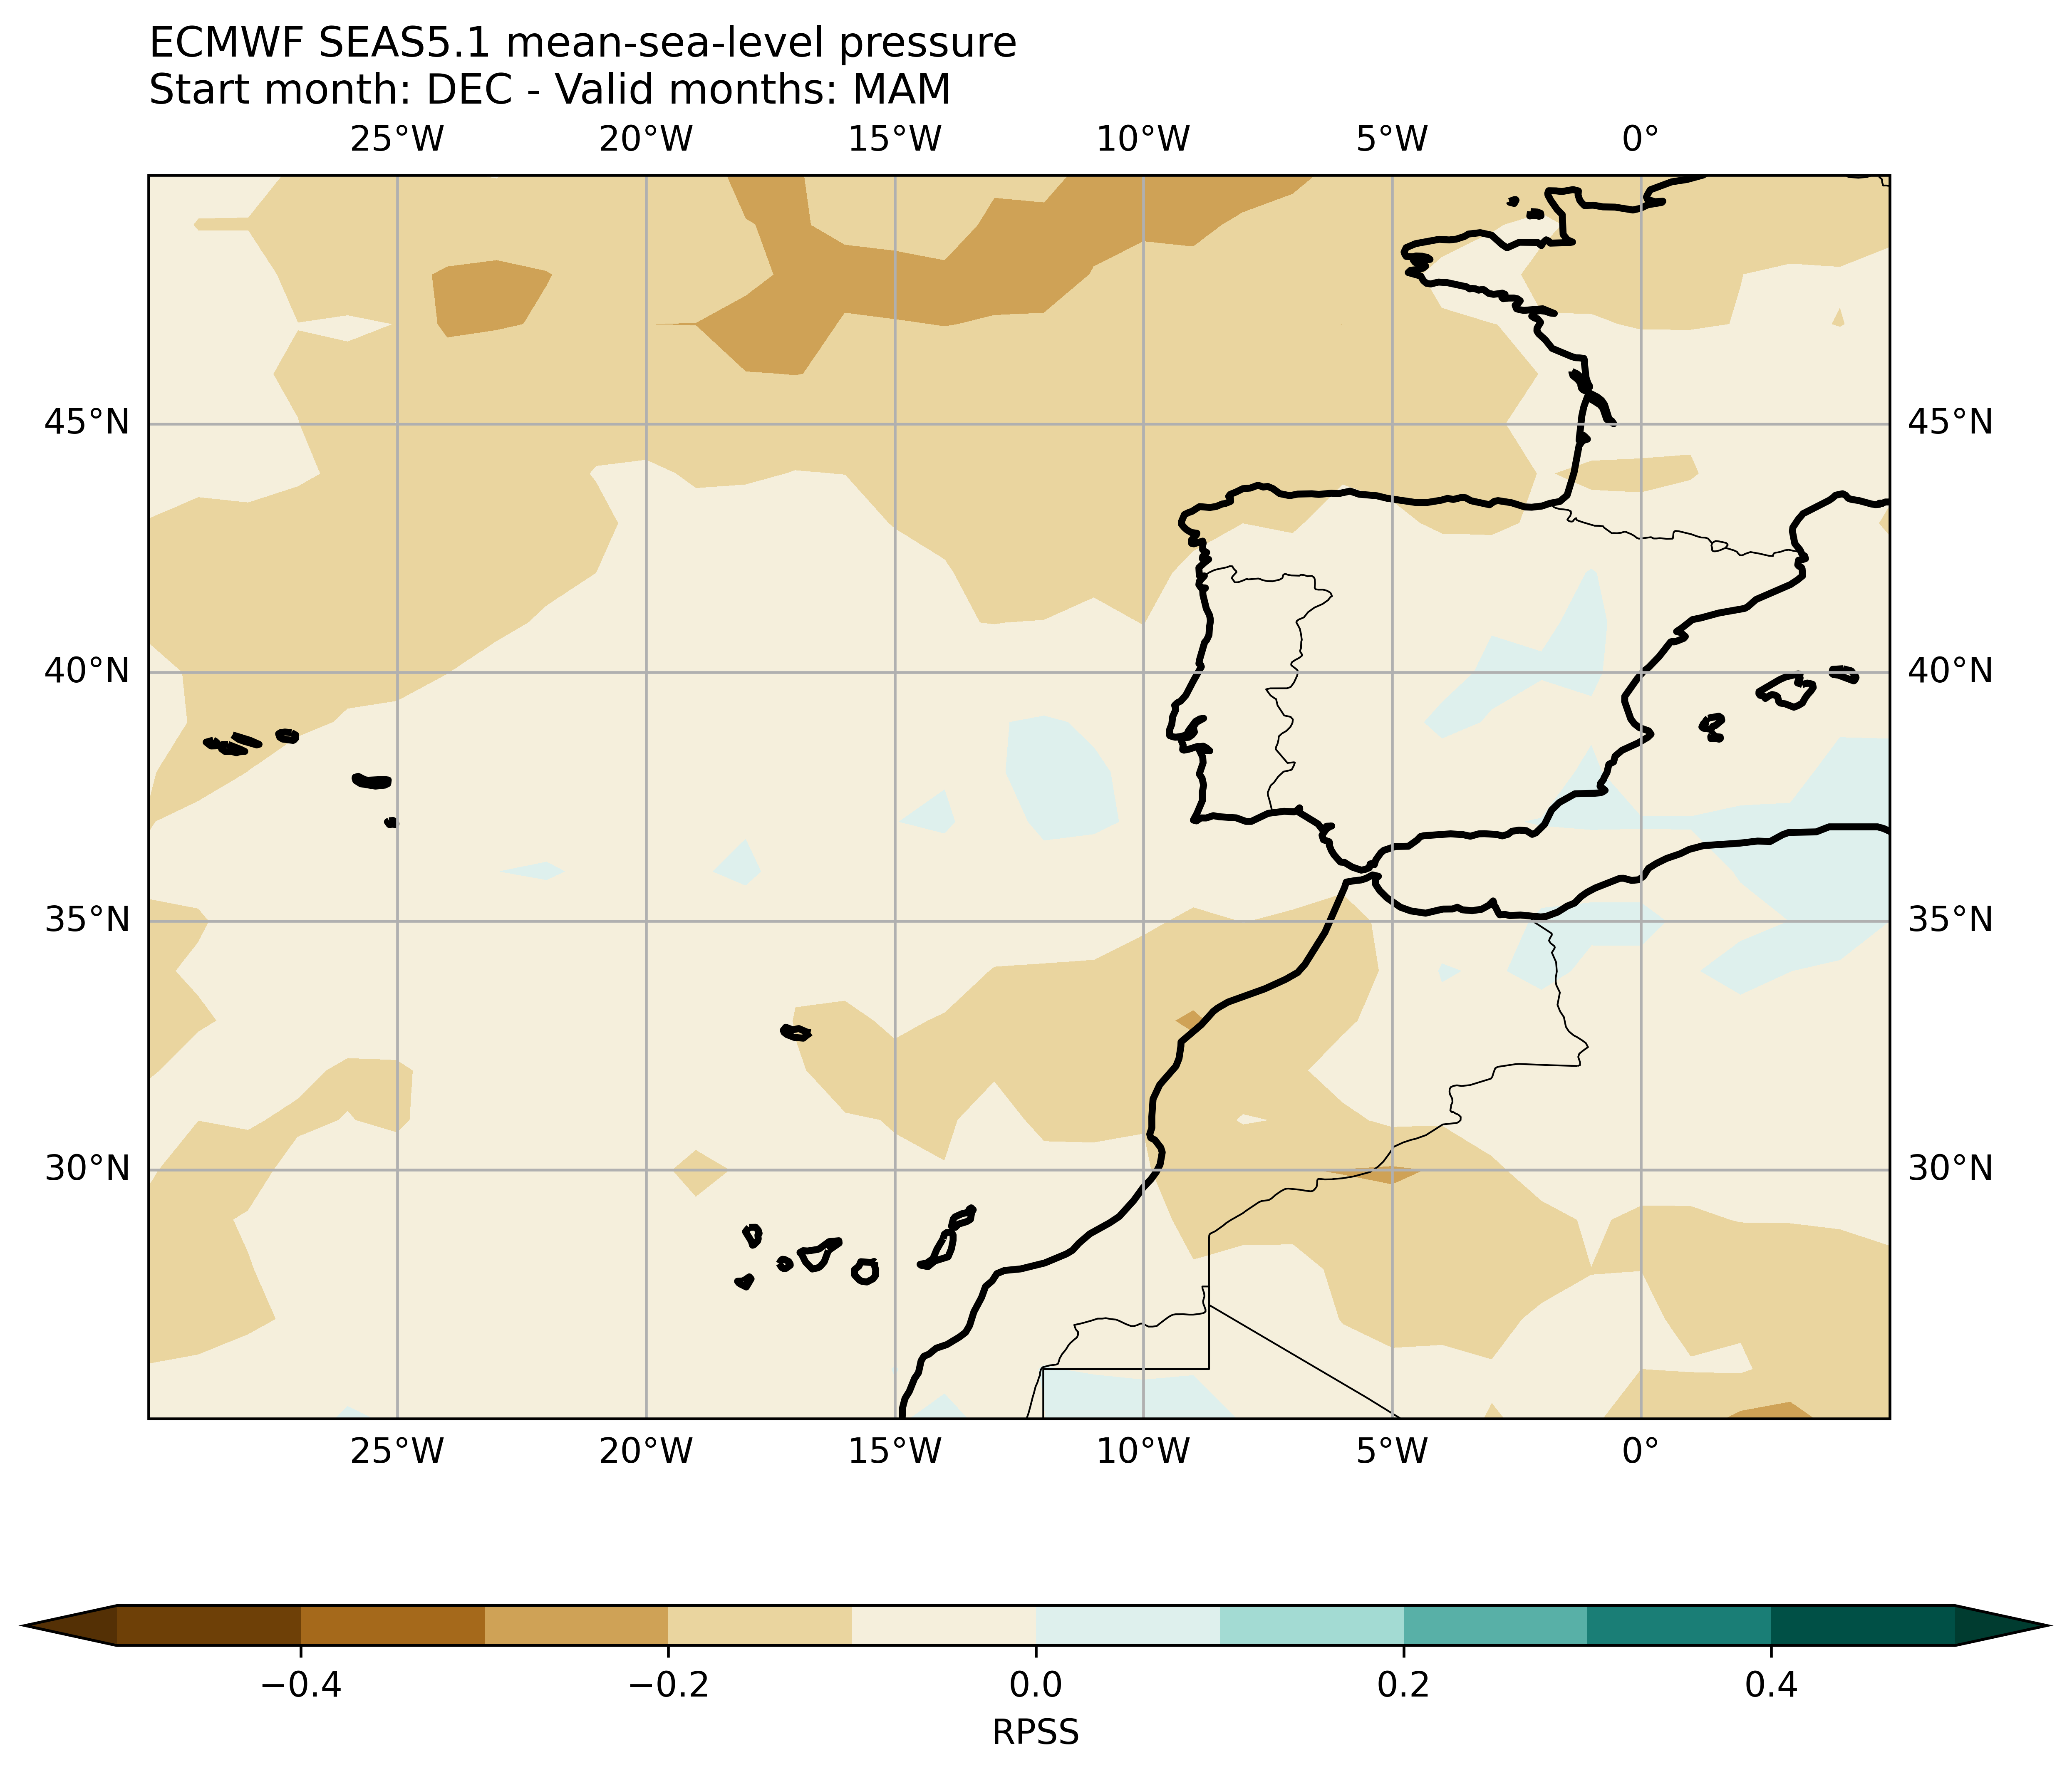 ECMWF SEAS5.1 mean-sea-level pressure
Start month: DEC - Valid months: MAM
25°W 20°W 15°W 10°W 5°W 0°
45°N 45°N
40°N 40°N
35°N 35°N
30°N 30°N
25°W 20°W 15°W 10°W 5°W 0°
−0.4 −0.2 0.0 0.2 0.4
RPSS